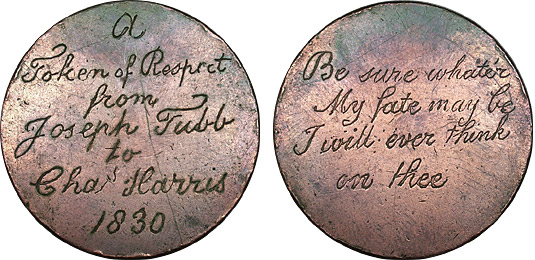 A
Token of Respect
from
Joseph Tubb
to
Chas Harris
1830
Be sure whate'r
My fate may be
I will ever think
on thee